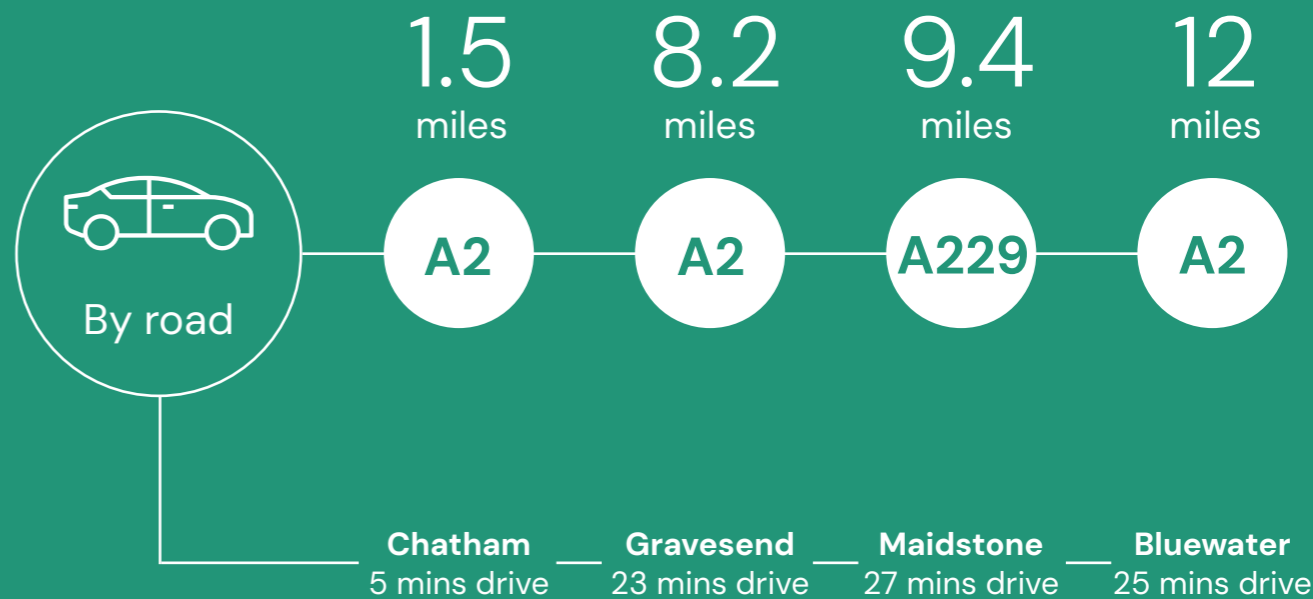 1.5 8.2 9.4 12
miles miles miles miles
A2 A2 A229 A2
By road
Chatham Gravesend Maidstone Bluewater
5 mins drive 23 mins drive 27 mins drive 25 mins drive